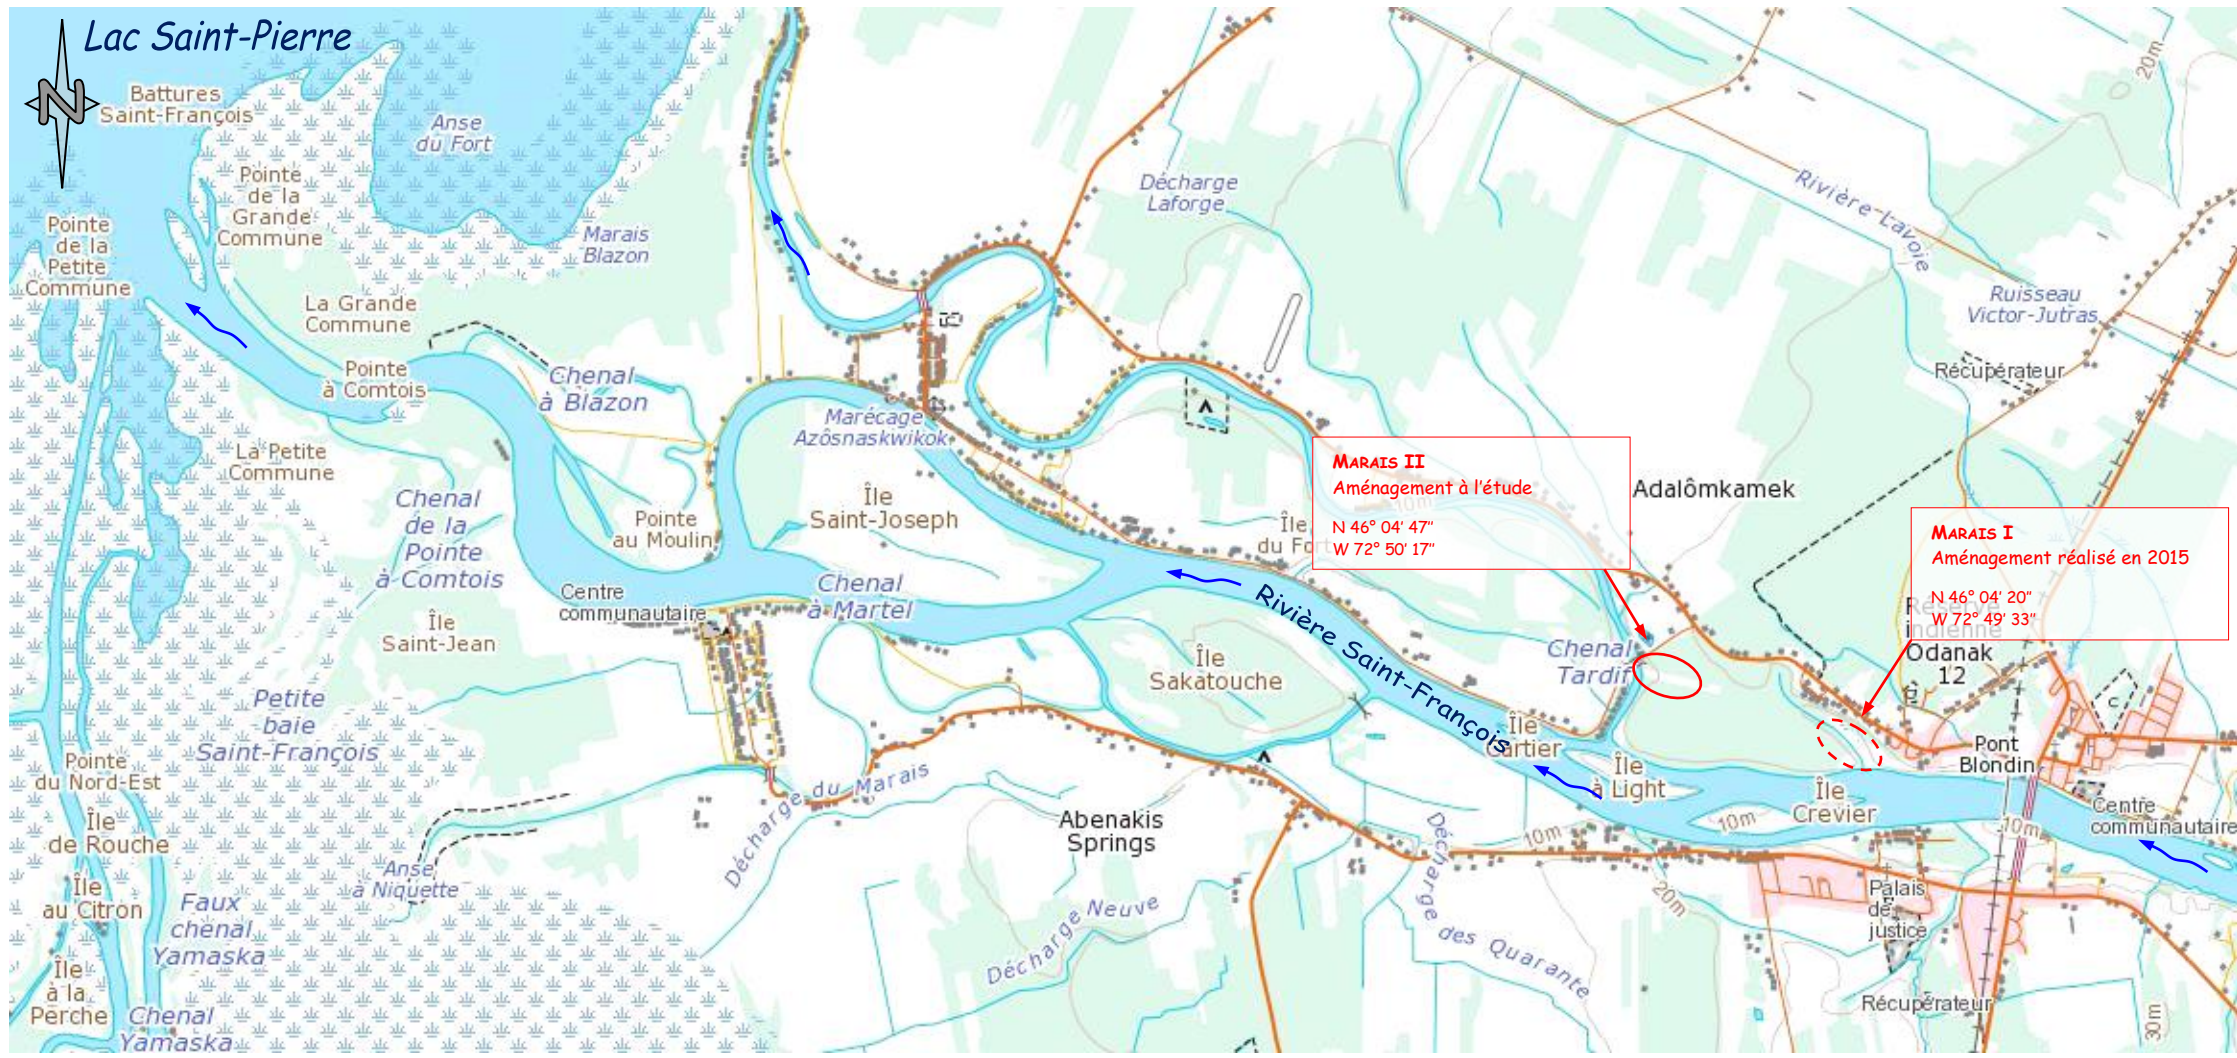 Lac Saint-Pierre
N
Battures
Saint-François
Anse
du Fort
Pointe
de la
Grande
Commune
Pointe
de la
Petite
Commune
Marais
Blazon
La Grande
Commune
Pointe
à Comtois
Chenal
à Blazon
La Petite
Commune
Chenal
de la
Pointe
à Comtois
Pointe
au Moulin
Marécage
Azôsnaskwikok
Île
Saint-Joseph
Centre
communautaire
Chenal
à Martel
Île
Saint-Jean
Petite
baie
Saint-François
Pointe
du Nord-Est
Île
de Rouche
Île
au Citron
Faux
chenal
Yamaska
Île
à la
Perche
Chenal
Yamaska
Anse
à Niquette
Décharge du Marais
Décharge
Laforge
Île
du Fort
Île
Sakatouche
Rivière Saint-François
Abenakis
Springs
Décharge Neuve
Décharge des Quarante
MARAIS II
Aménagement à l'étude
N 46° 04' 47"
W 72° 50' 17"
10m
Adalômkamek
Chenal
Tardif
Île
Cartier
Île
à Light
Île
Crevier
10m
10m
20m
Rivière Lavoie
20m
Ruisseau
Victor-Jutras
Récupérateur
MARAIS I
Aménagement réalisé en 2015
N 46° 04' 20"
W 72° 49' 33"
Réserve
indienne
Odanak
12
C
Pont
Blondin
Centre
communautaire
10m
Palais
de
justice
Récupérateur
30m